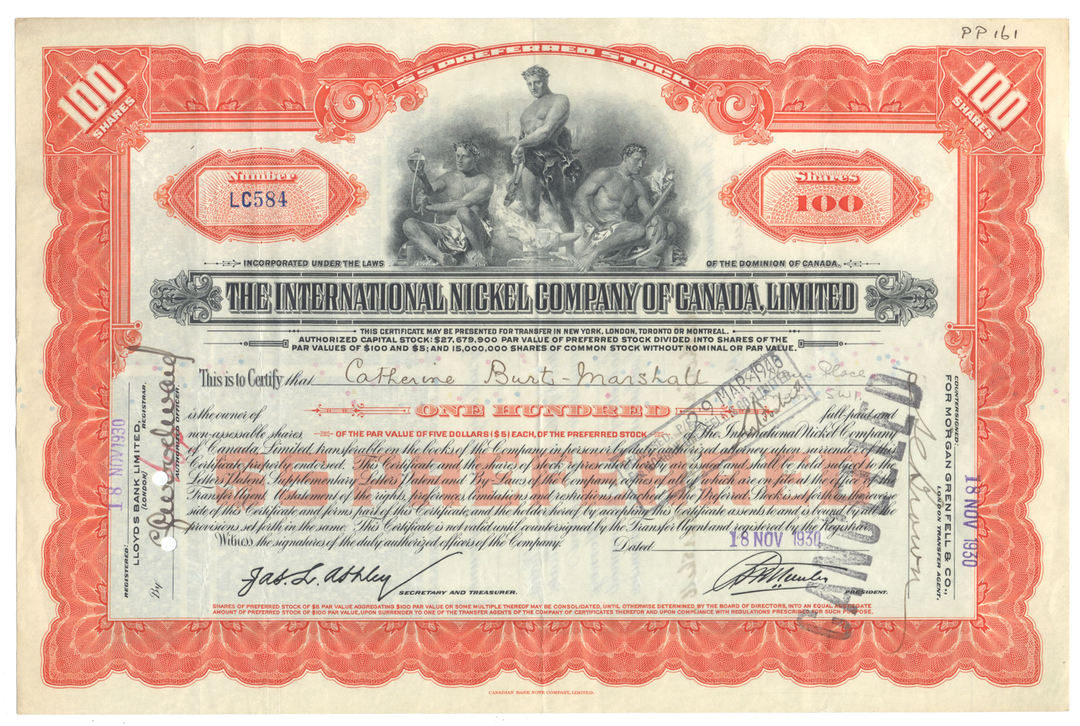 PP 161
$5 PREFERRED STOCK
100 SHARES
100 SHARES
Number
LC584
Shares
100
INCORPORATED UNDER THE LAWS OF THE DOMINION OF CANADA.
THE INTERNATIONAL NICKEL COMPANY OF CANADA, LIMITED
THIS CERTIFICATE MAY BE PRESENTED FOR TRANSFER IN NEW YORK, LONDON, TORONTO OR MONTREAL.
AUTHORIZED CAPITAL STOCK: $27,679,900 PAR VALUE OF PREFERRED STOCK DIVIDED INTO SHARES OF THE
PAR VALUES OF $100 AND $5; AND 15,000,000 SHARES OF COMMON STOCK WITHOUT NOMINAL OR PAR VALUE.
This is to Certify that Catherine Burt-Marshall Place
S.W.1.
is the owner of ONE HUNDRED full-paid and
non-assessable shares, OF THE PAR VALUE OF FIVE DOLLARS ($5) EACH, OF THE PREFERRED STOCK of The International Nickel Company
of Canada, Limited, transferable on the books of the Company in person or by duly authorized attorney upon surrender of this
Certificate properly endorsed. This Certificate and the shares of stock represented hereby are issued and shall be held subject to the
Letters Patent, Supplementary Letters Patent and By-Laws of the Company, copies of all of which are on file at the office of the
Transfer Agent. A statement of the rights, preferences, limitations and restrictions of the Preferred Stock is set forth on the reverse
side of this Certificate and forms part of this Certificate, and the holder hereof by accepting this Certificate assents to and is bound by all the
provisions set forth in the same. This Certificate is not valid until countersigned by the Transfer Agent and registered by the Registrar.
$5 PREFERRED
Witness the signatures of the duly authorized officers of the Company. Dated 18 NOV 1930
Jas. L. Ashley
SECRETARY AND TREASURER.
PRESIDENT.
SHARES OF PREFERRED STOCK OF $5 PAR VALUE AGGREGATING $100 PAR VALUE OR SOME MULTIPLE THEREOF MAY BE CONSOLIDATED, UNTIL OTHERWISE DETERMINED BY THE BOARD OF DIRECTORS, INTO AN EQUAL AGGREGATE
AMOUNT OF PREFERRED STOCK OF $100 PAR VALUE, UPON SURRENDER TO ONE OF THE TRANSFER AGENTS OF THE COMPANY OF CERTIFICATES THEREFOR AND UPON COMPLIANCE WITH REGULATIONS PRESCRIBED FOR SUCH PURPOSE.
CANADIAN BANK NOTE COMPANY, LIMITED.
18 NOV 1930
REGISTERED:
LLOYDS BANK LIMITED,
(LONDON) REGISTRAR.
By
AUTHORIZED OFFICER.
COUNTERSIGNED:
FOR MORGAN GRENFELL & CO.,
LONDON TRANSFER AGENT.
18 NOV 1930
CANCELLED
9 MAR 1946